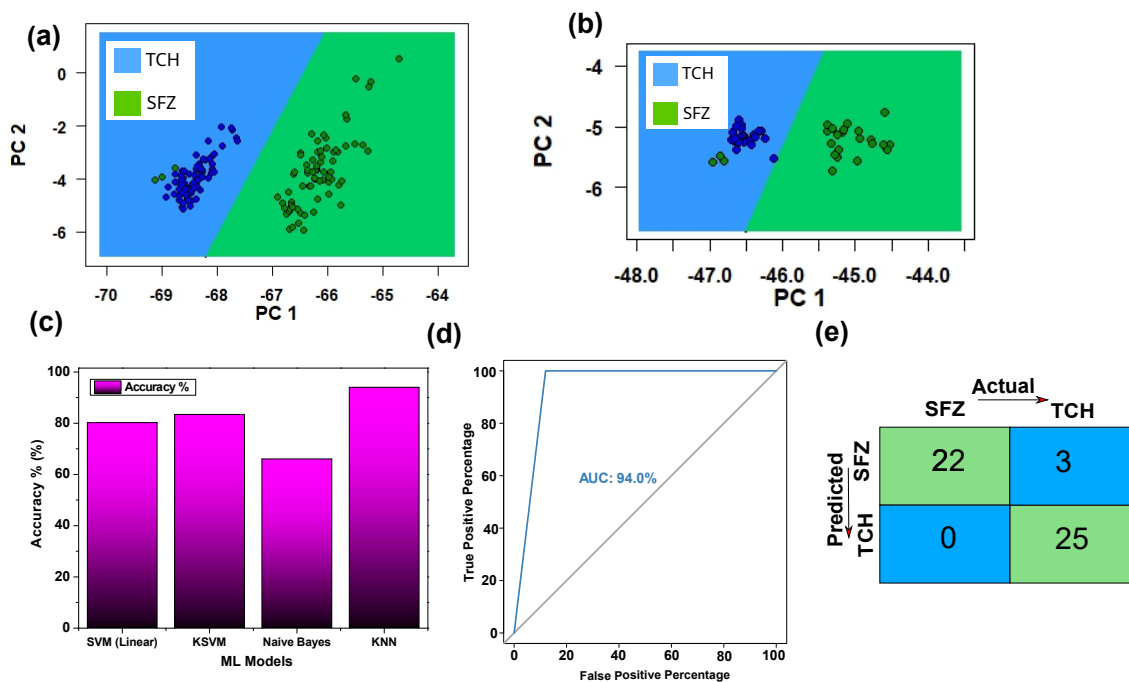 (a)
TCH
SFZ
PC 2
0
-2
-4
-6
-70
-69
-68
-67
-66
-65
-64
PC 1
(b)
TCH
SFZ
PC 2
-4
-5
-6
-48.0
-47.0
-46.0
-45.0
-44.0
PC 1
(c)
Accuracy %
Accuracy % (%)
100
80
60
40
20
0
SVM (Linear)
KSVM
Naive Bayes
KNN
ML Models
(d)
True Positive Percentage
100
80
60
40
20
0
AUC: 94.0%
0
20
40
60
80
100
False Positive Percentage
(e)
Actual
SFZ
TCH
Predicted
SFZ
22
3
TCH
0
25